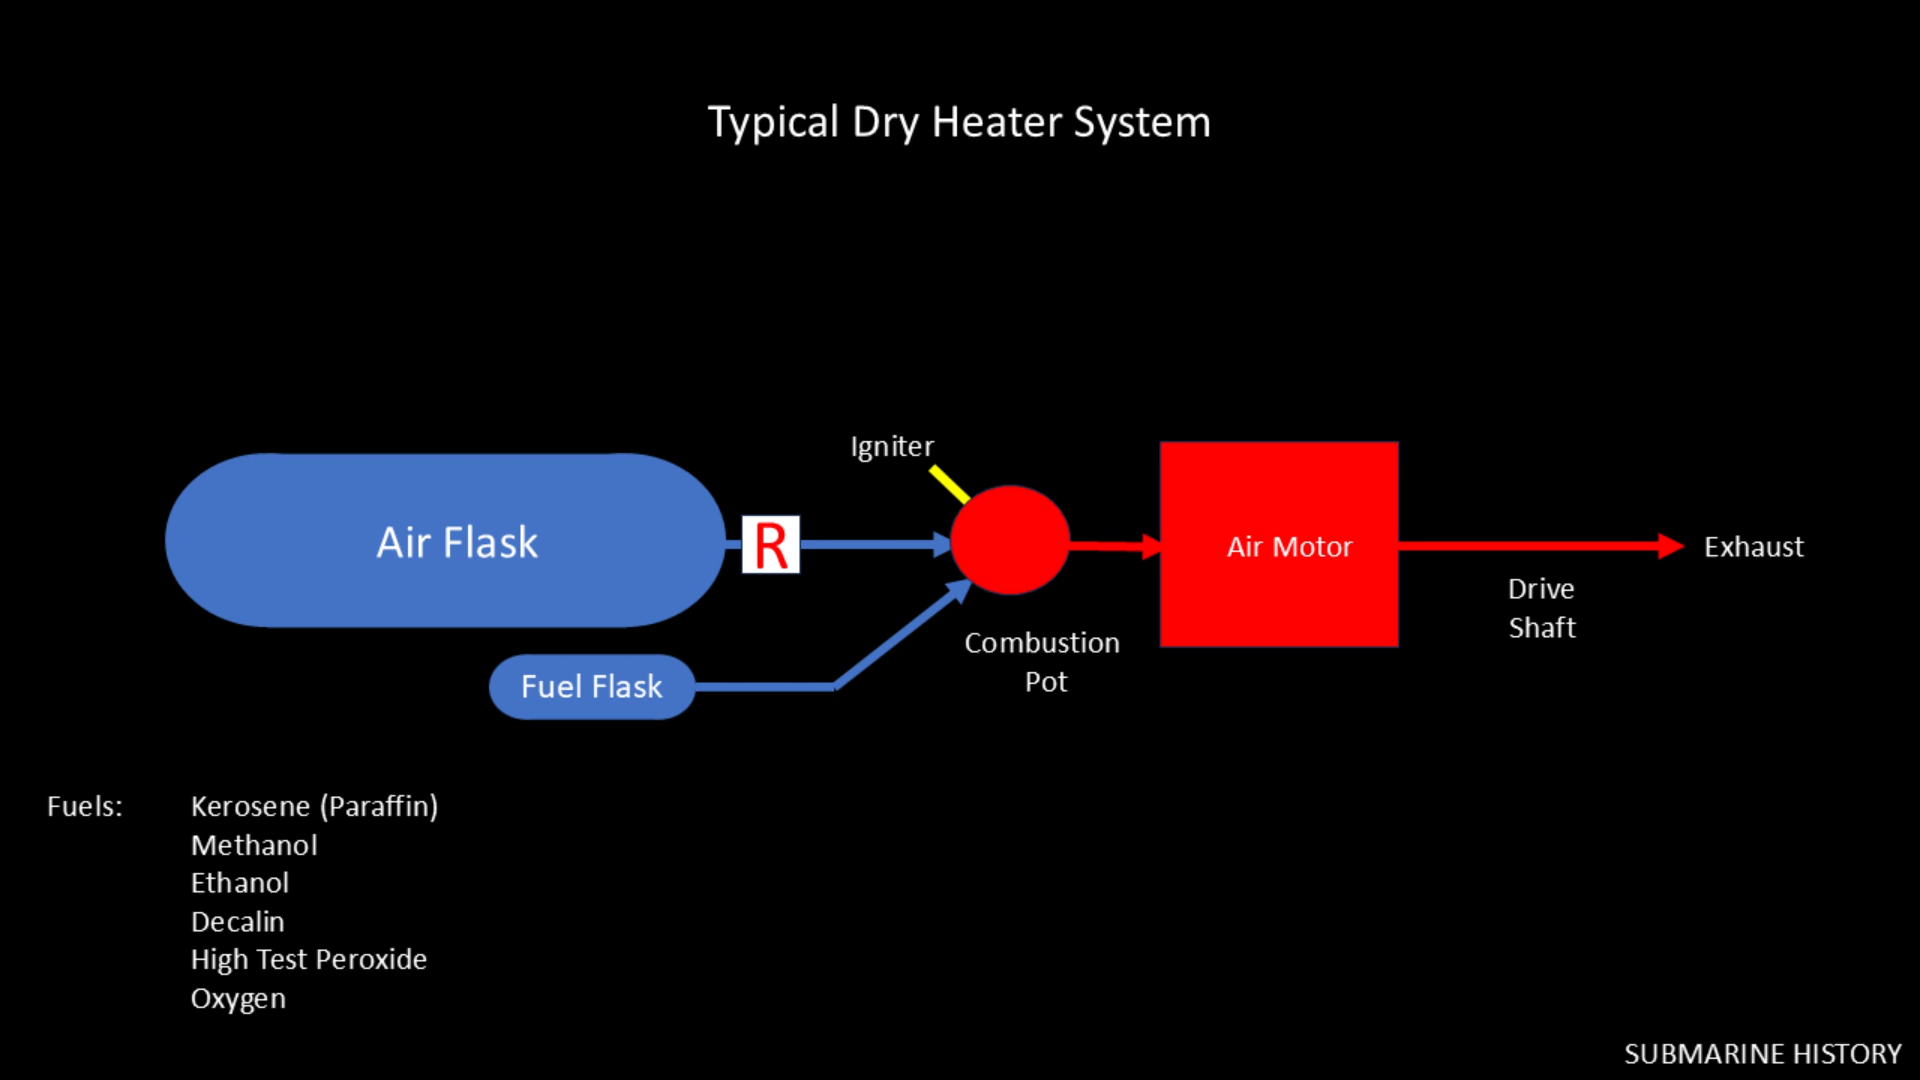 Typical Dry Heater System
Igniter
Air Flask
R
Air Motor
Exhaust
Drive
Shaft
Combustion
Pot
Fuel Flask
Fuels: Kerosene (Paraffin)
Methanol
Ethanol
Decalin
High Test Peroxide
Oxygen
SUBMARINE HISTORY